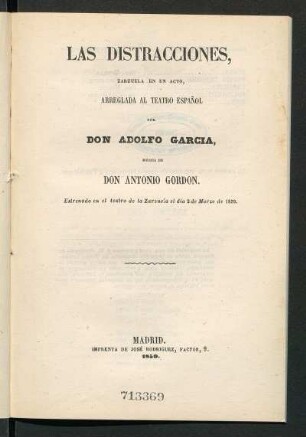 LAS DISTRACCIONES,
ZARZUELA EN UN ACTO,
ARREGLADA AL TEATRO ESPAÑOL
POR
DON ADOLFO GARCIA,
MUSICA DE
DON ANTONIO GORDON.
Estrenada en el teatro de la Zarzuela el dia 2 de Marzo de 1859.
MADRID.
IMPRENTA DE JOSÉ RODRIGUEZ, FACTOR, 9.
1859.
713369